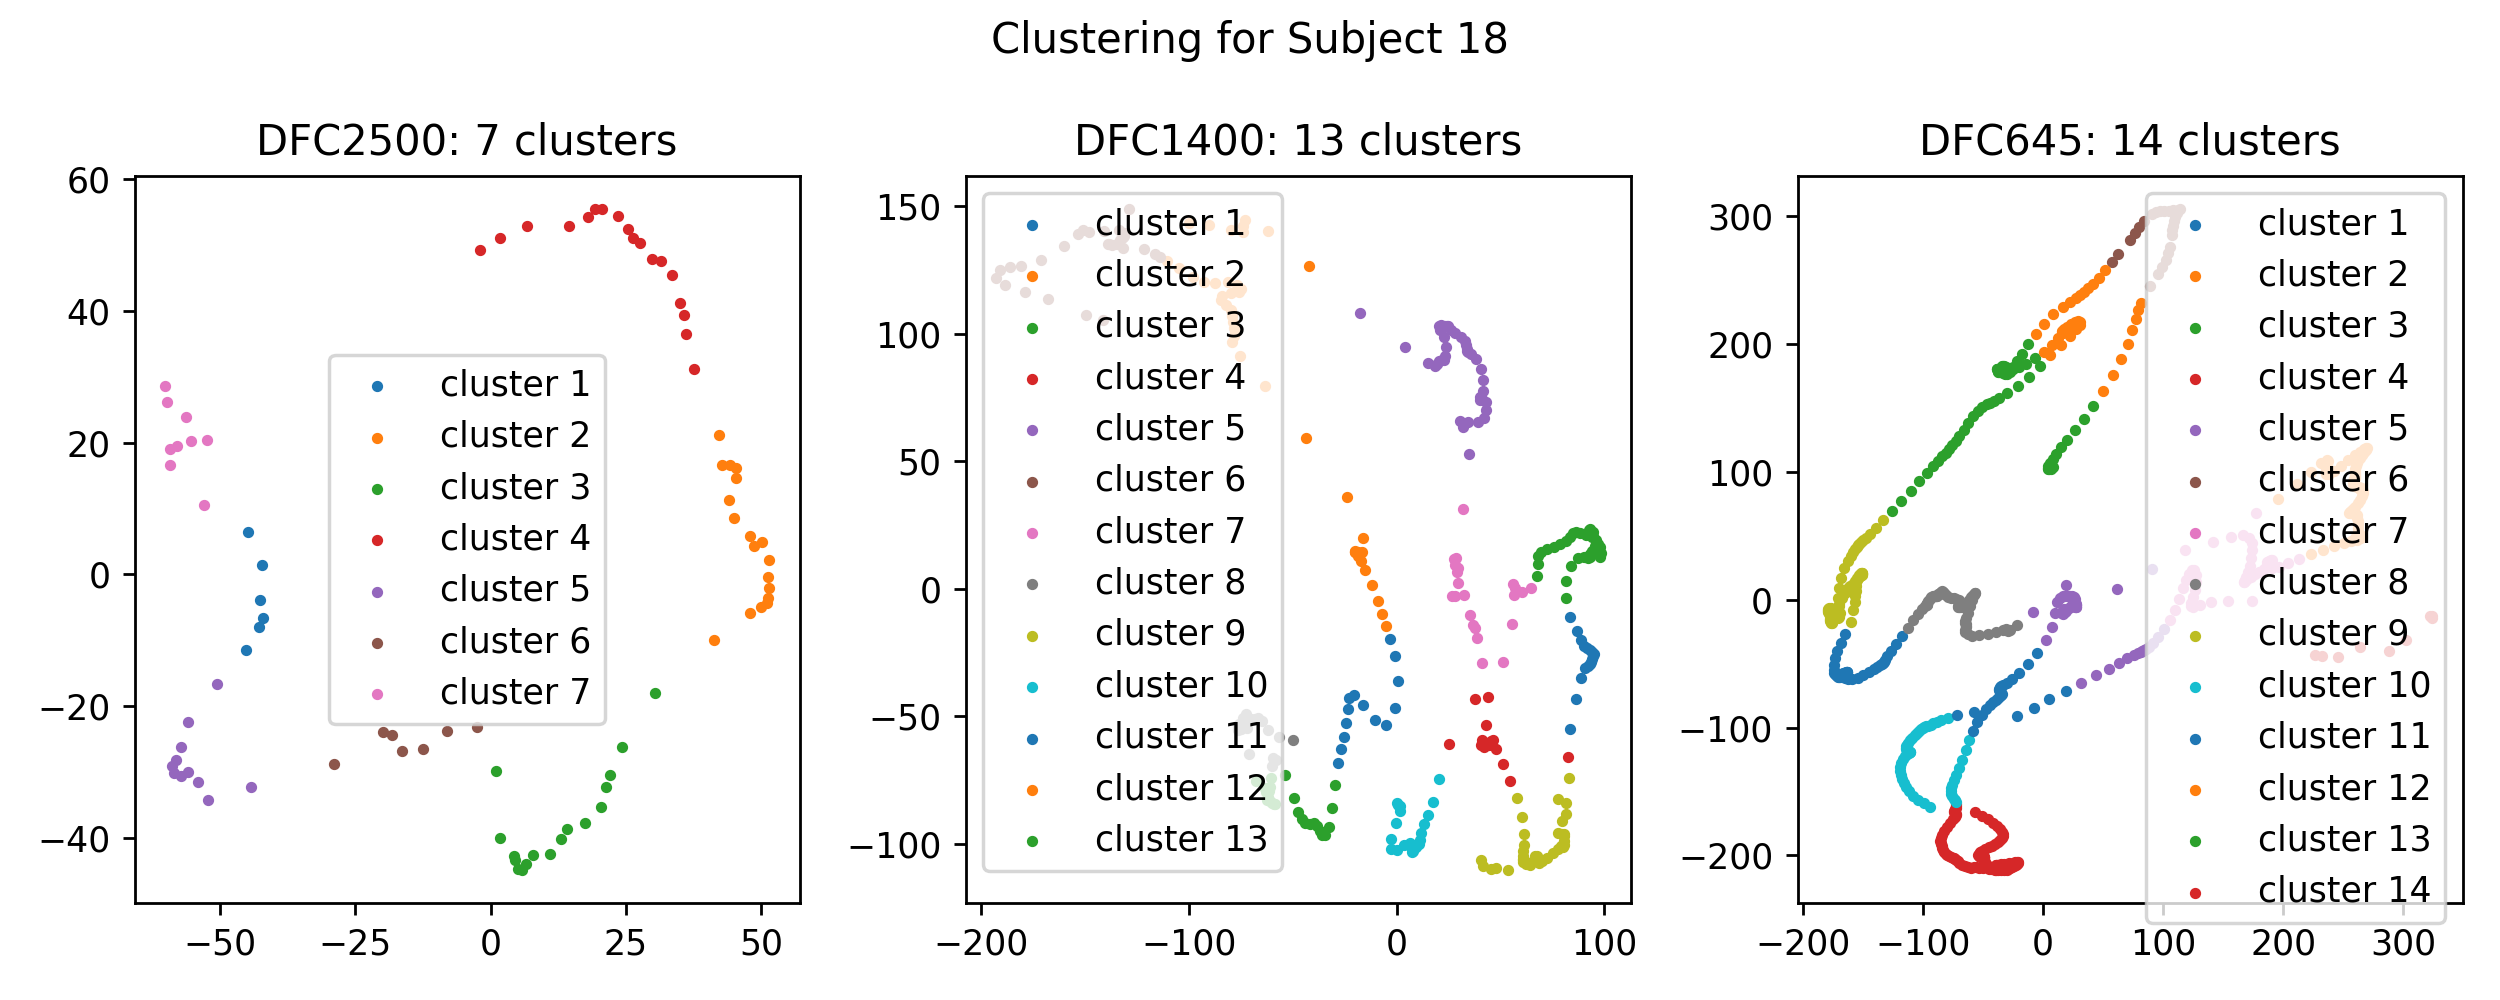 Clustering for Subject 18
DFC2500: 7 clusters
60
40
20
0
−20
−40
−50
−25
0
25
50
cluster 1
cluster 2
cluster 3
cluster 4
cluster 5
cluster 6
cluster 7
DFC1400: 13 clusters
150
100
50
0
−50
−100
−200
−100
0
100
cluster 1
cluster 2
cluster 3
cluster 4
cluster 5
cluster 6
cluster 7
cluster 8
cluster 9
cluster 10
cluster 11
cluster 12
cluster 13
DFC645: 14 clusters
300
200
100
0
−100
−200
−200
−100
0
100
200
300
cluster 1
cluster 2
cluster 3
cluster 4
cluster 5
cluster 6
cluster 7
cluster 8
cluster 9
cluster 10
cluster 11
cluster 12
cluster 13
cluster 14